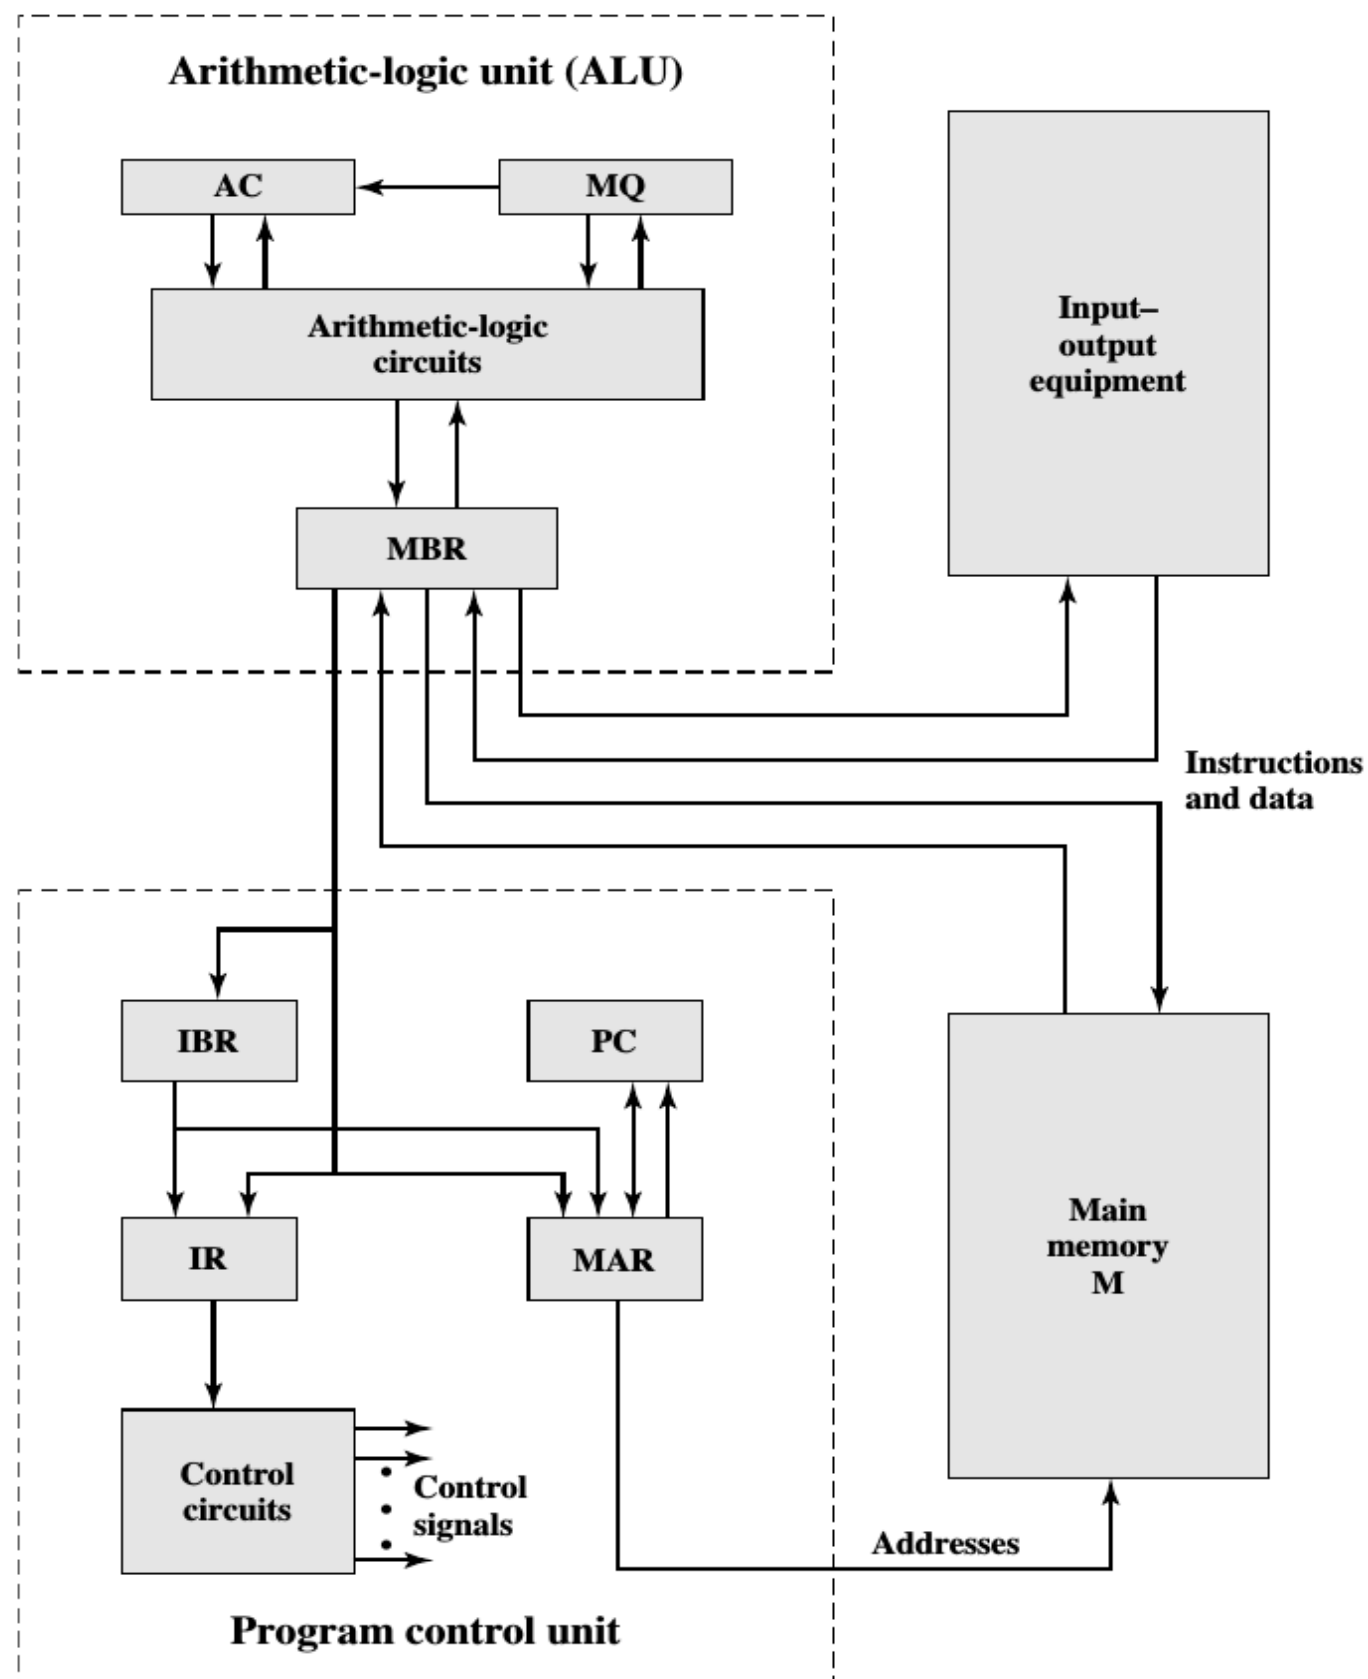 Arithmetic-logic unit (ALU)
AC
MQ
Arithmetic-logic
circuits
Input–
output
equipment
MBR
Instructions
and data
IBR
PC
IR
MAR
Main
memory
M
Control
circuits
Control
signals
Addresses
Program control unit